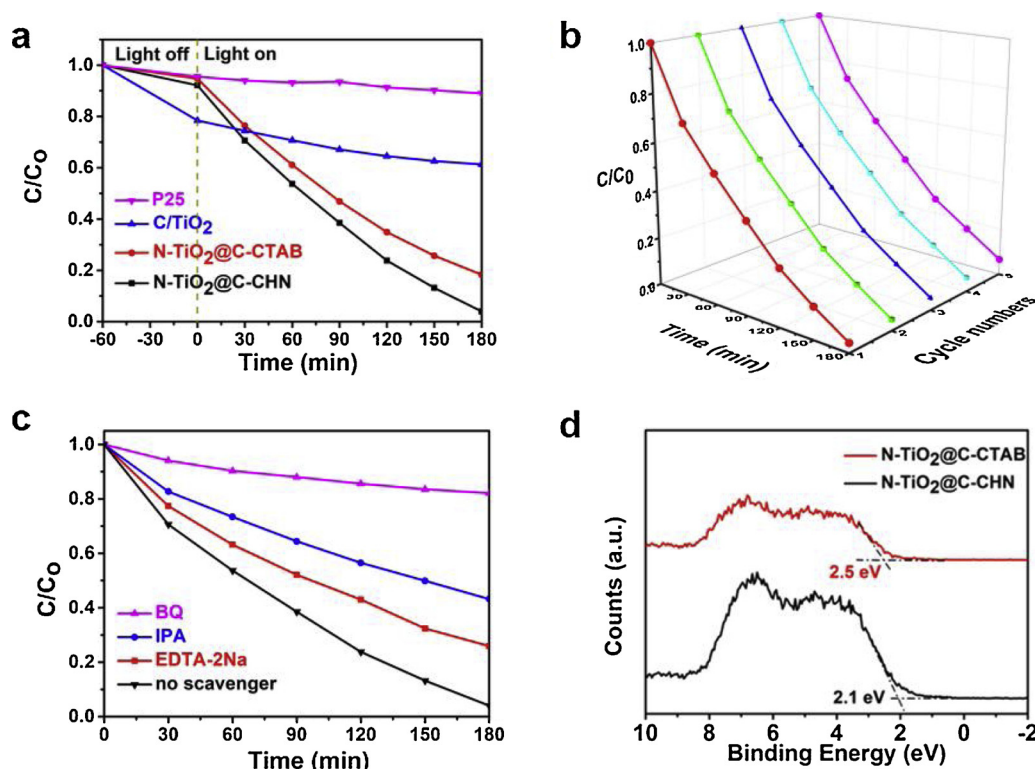 a
Light off
Light on
1.0
0.8
0.6
0.4
0.2
0.0
C/C₀
P25
C/TiO₂
N-TiO₂@C-CTAB
N-TiO₂@C-CHN
-60
-30
0
30
60
90
120
150
180
Time (min)
b
1.0
0.8
0.6
0.4
0.2
0.0
C/C₀
30
60
90
120
150
180
Time (min)
1
2
3
4
5
Cycle numbers
c
1.0
0.8
0.6
0.4
0.2
0.0
C/C₀
BQ
IPA
EDTA-2Na
no scavenger
0
30
60
90
120
150
180
Time (min)
d
N-TiO₂@C-CTAB
N-TiO₂@C-CHN
Counts (a.u.)
2.5 eV
2.1 eV
10
8
6
4
2
0
-2
Binding Energy (eV)